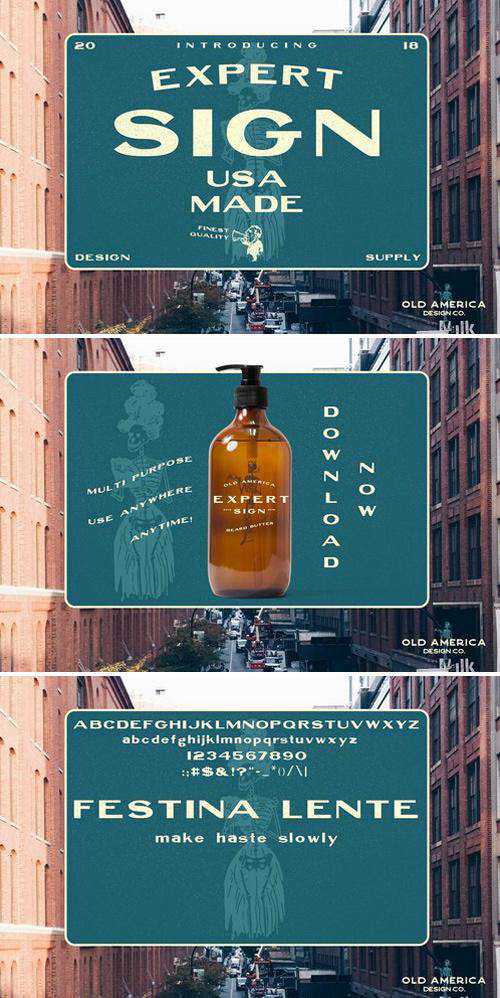 20 INTRODUCING 18
EXPERT
SIGN
USA
MADE
FINEST
QUALITY
DESIGN SUPPLY
OLD AMERICA
DESIGN CO.
MULTI PURPOSE
USE ANYWHERE
ANYTIME!
OLD AMERICA
EXPERT
SIGN
BEARD BUTTER
DOWNLOAD
NOW
OLD AMERICA
DESIGN CO.
ABCDEFGHIJKLMNOPQRSTUVWXYZ
abcdefghijklmnopqrstuvwxyz
1234567890
:;#$&!?"-_*()/\|
FESTINA LENTE
make haste slowly
OLD AMERICA
DESIGN CO.